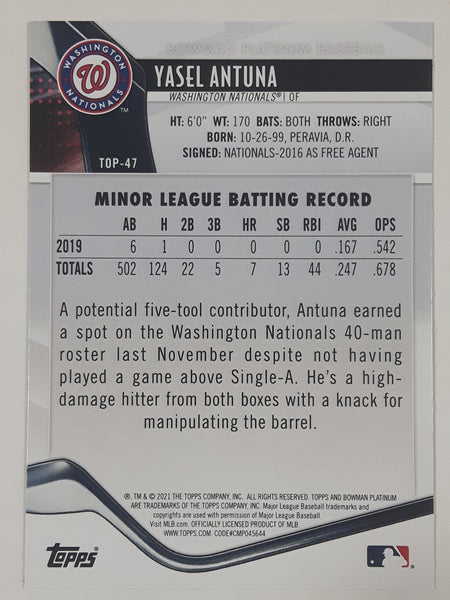 BOWMAN PLATINUM BASEBALL
WASHINGTON
W
NATIONALS
TM
YASEL ANTUNA
WASHINGTON NATIONALS® | OF
HT: 6'0" WT: 170 BATS: BOTH THROWS: RIGHT
BORN: 10-26-99, PERAVIA, D.R.
SIGNED: NATIONALS-2016 AS FREE AGENT
TOP-47
MINOR LEAGUE BATTING RECORD
AB H 2B 3B HR SB RBI AVG OPS
2019 6 1 0 0 0 0 0 .167 .542
TOTALS 502 124 22 5 7 13 44 .247 .678
A potential five-tool contributor, Antuna earned
a spot on the Washington Nationals 40-man
roster last November despite not having
played a game above Single-A. He's a high-
damage hitter from both boxes with a knack for
manipulating the barrel.
®, TM & © 2021 THE TOPPS COMPANY, INC. ALL RIGHTS RESERVED. TOPPS AND BOWMAN PLATINUM
ARE TRADEMARKS OF THE TOPPS COMPANY, INC. Major League Baseball trademarks and
copyrights are used with permission of Major League Baseball.
Visit MLB.com. OFFICIALLY LICENSED PRODUCT OF MLB.
WWW.TOPPS.COM. CODE#CMP045644
topps